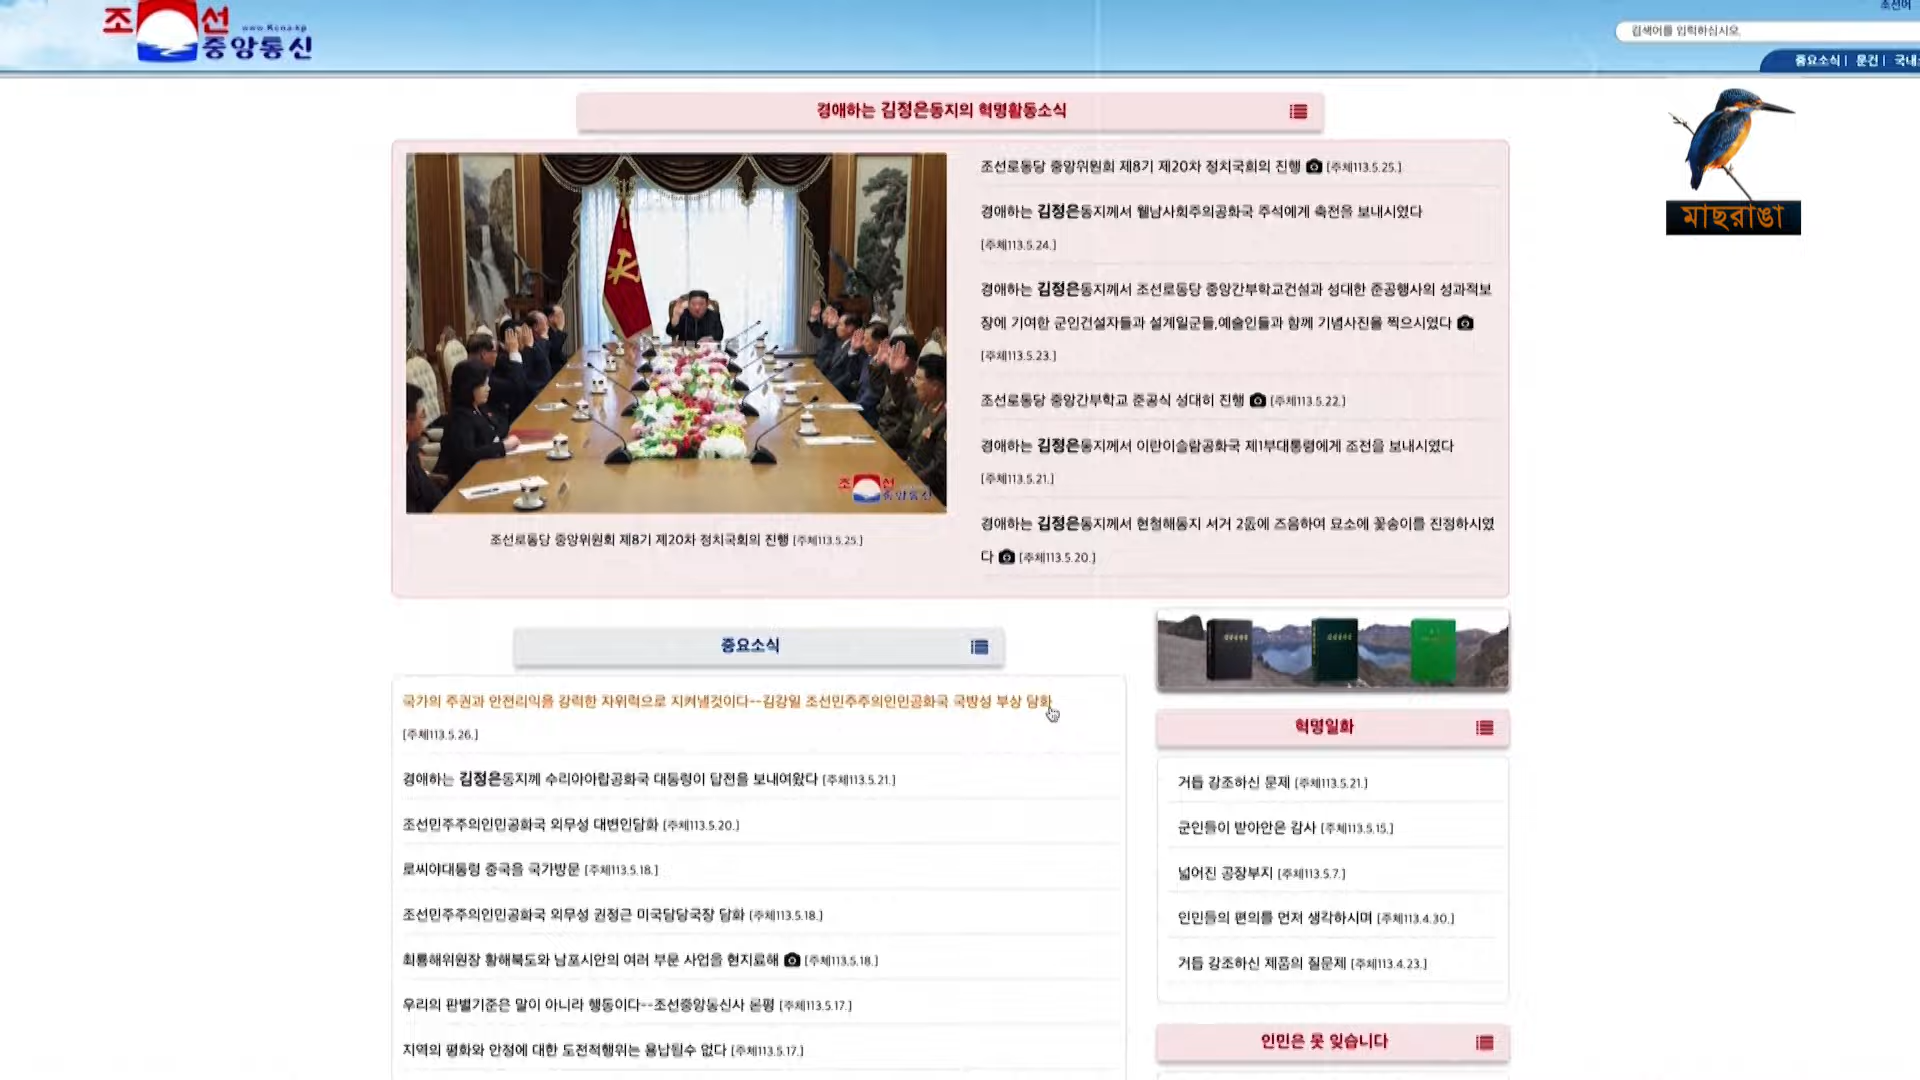 조선어
조선
www.kcna.kp
중앙통신
검색어를 입력하십시오.
중요소식 | 문건 | 국내
경애하는 김정은동지의 혁명활동소식
조선로동당 중앙위원회 제8기 제20차 정치국회의 진행 [주체113.5.25.]
경애하는 김정은동지께서 웰남사회주의공화국 주석에게 축전을 보내시였다
[주체113.5.24.]
경애하는 김정은동지께서 조선로동당 중앙간부학교건설과 성대한 준공행사의 성과적보
장에 기여한 군인건설자들과 설계일군들,예술인들과 함께 기념사진을 찍으시였다
[주체113.5.23.]
조선로동당 중앙간부학교 준공식 성대히 진행 [주체113.5.22.]
경애하는 김정은동지께서 이란이슬람공화국 제1부대통령에게 조전을 보내시였다
[주체113.5.21.]
경애하는 김정은동지께서 현철해동지 서거 2돐에 즈음하여 묘소에 꽃송이를 진정하시였
다 [주체113.5.20.]
조선
중앙통신
조선로동당 중앙위원회 제8기 제20차 정치국회의 진행 [주체113.5.25.]
মাছরাঙা
중요소식
국가의 주권과 안전리익을 강력한 자위력으로 지켜낼것이다--김강일 조선민주주의인민공화국 국방성 부상 담화
[주체113.5.26.]
경애하는 김정은동지께 수리아아랍공화국 대통령이 답전을 보내여왔다 [주체113.5.21.]
조선민주주의인민공화국 외무성 대변인담화 [주체113.5.20.]
로씨야대통령 중국을 국가방문 [주체113.5.18.]
조선민주주의인민공화국 외무성 권정근 미국담당국장 담화 [주체113.5.18.]
최룡해위원장 황해북도와 남포시안의 여러 부문 사업을 현지료해 [주체113.5.18.]
우리의 판별기준은 말이 아니라 행동이다--조선중앙통신사 론평 [주체113.5.17.]
지역의 평화와 안정에 대한 도전적행위는 용납될수 없다 [주체113.5.17.]
혁명일화
거듭 강조하신 문제 [주체113.5.21.]
군인들이 받아안은 감사 [주체113.5.15.]
넓어진 공장부지 [주체113.5.7.]
인민들의 편의를 먼저 생각하시며 [주체113.4.30.]
거듭 강조하신 제품의 질문제 [주체113.4.23.]
인민은 못 잊습니다